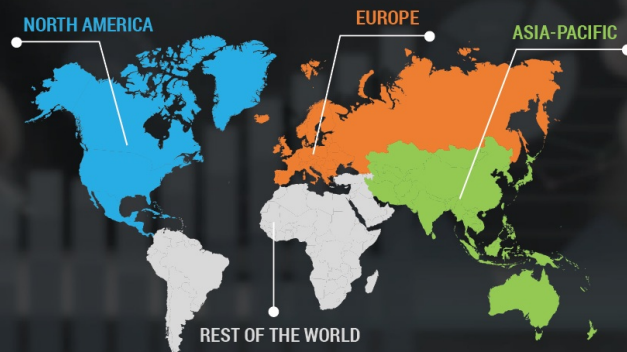 NORTH AMERICA
EUROPE
ASIA-PACIFIC
REST OF THE WORLD